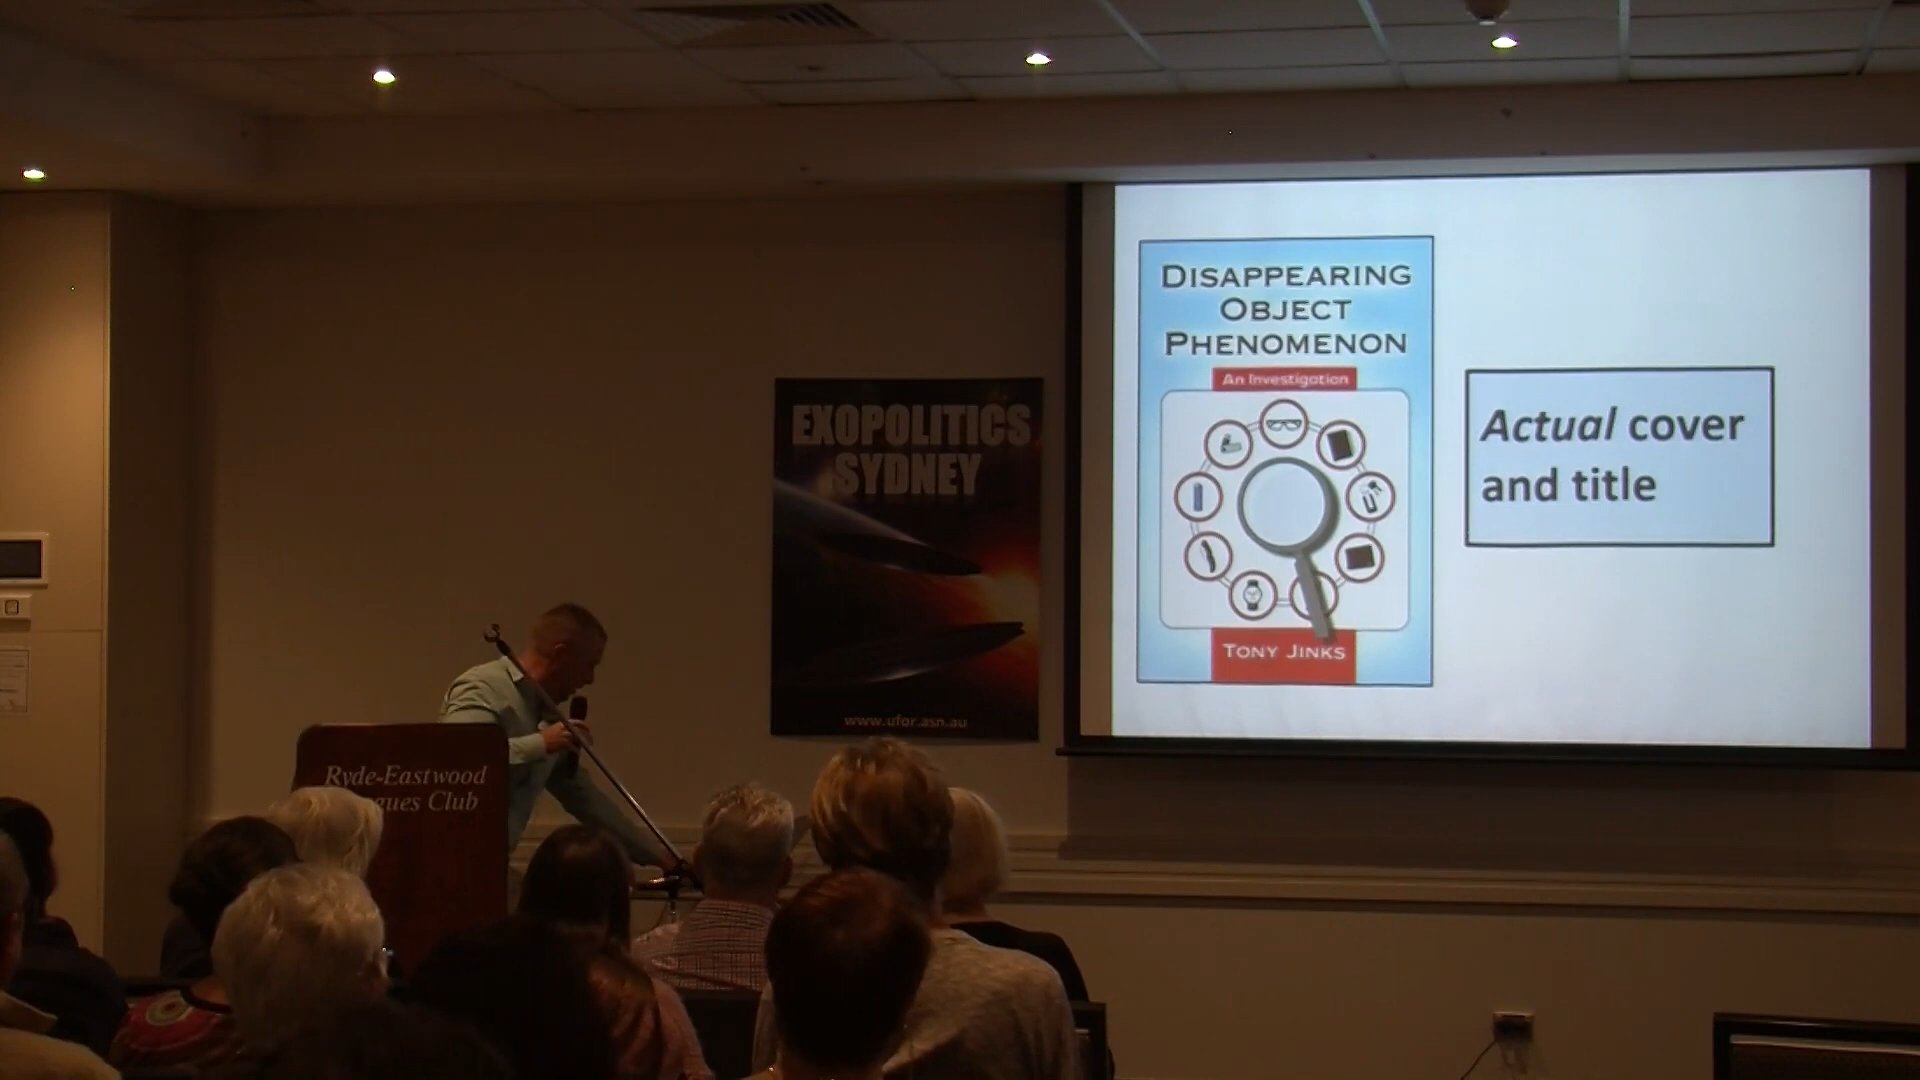 DISAPPEARING
OBJECT
PHENOMENON
An Investigation
TONY JINKS
Actual cover
and title
EXOPOLITICS
SYDNEY
www.ufor.asn.au
Ryde-Eastwood
gues Club